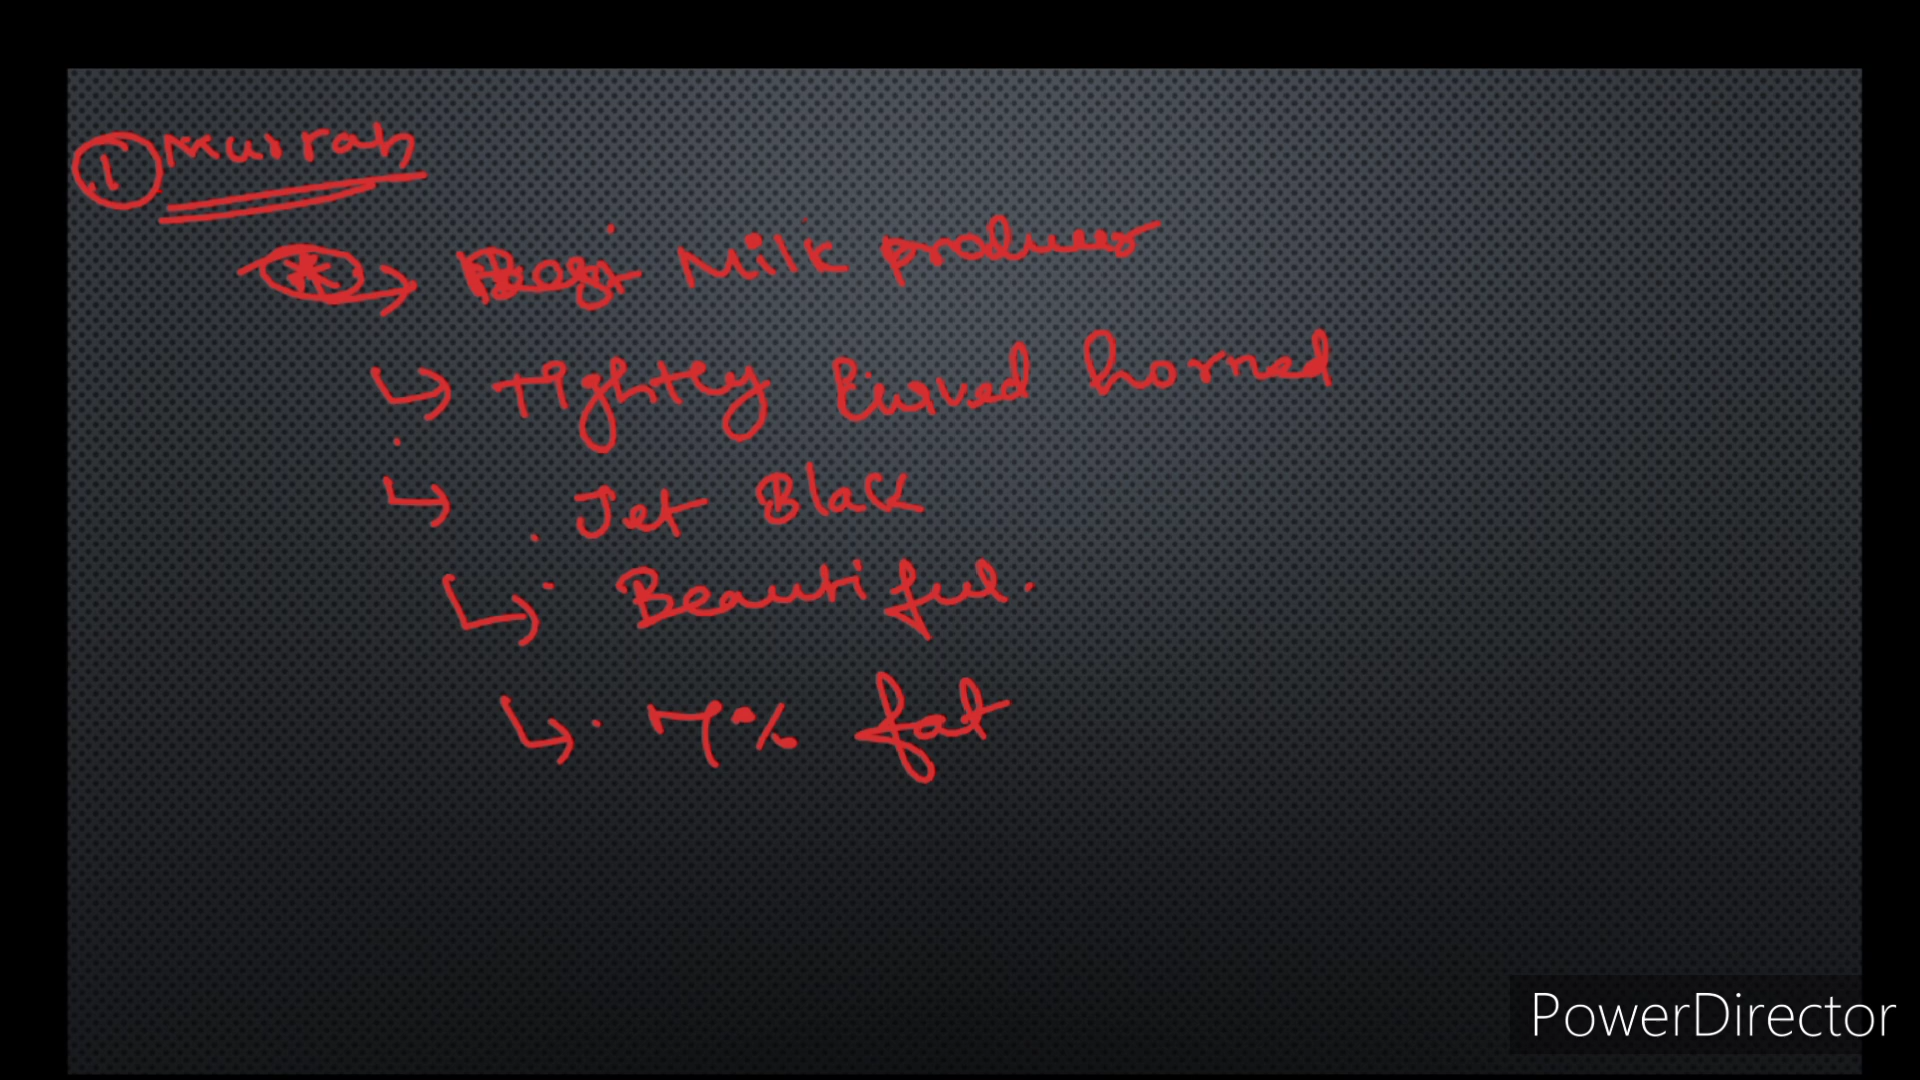 ① Murrah
* → Milk producer
↳ Tightly curved horned
↳ Jet Black
↳ Beautiful.
↳ 7% fat
PowerDirector